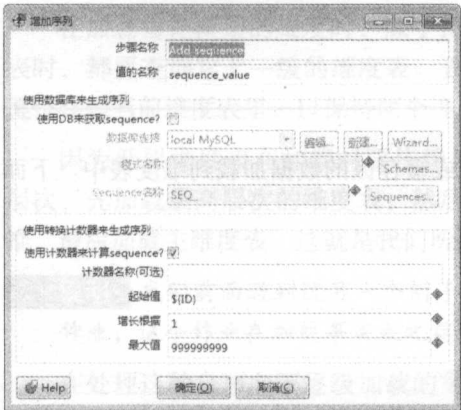 增加序列
步骤名称 Add sequence
值的名称 sequence_value
使用数据库来生成序列
使用DB来获取sequence?
数据库连接 local MySQL 编辑... 新建... Wizard...
模式名称 Schemas...
Sequence名称 SEQ_ Sequences...
使用转换计数器来生成序列
使用计数器来计算sequence?
计数器名称(可选)
起始值 ${ID}
增长根据 1
最大值 999999999
Help 确定(O) 取消(C)